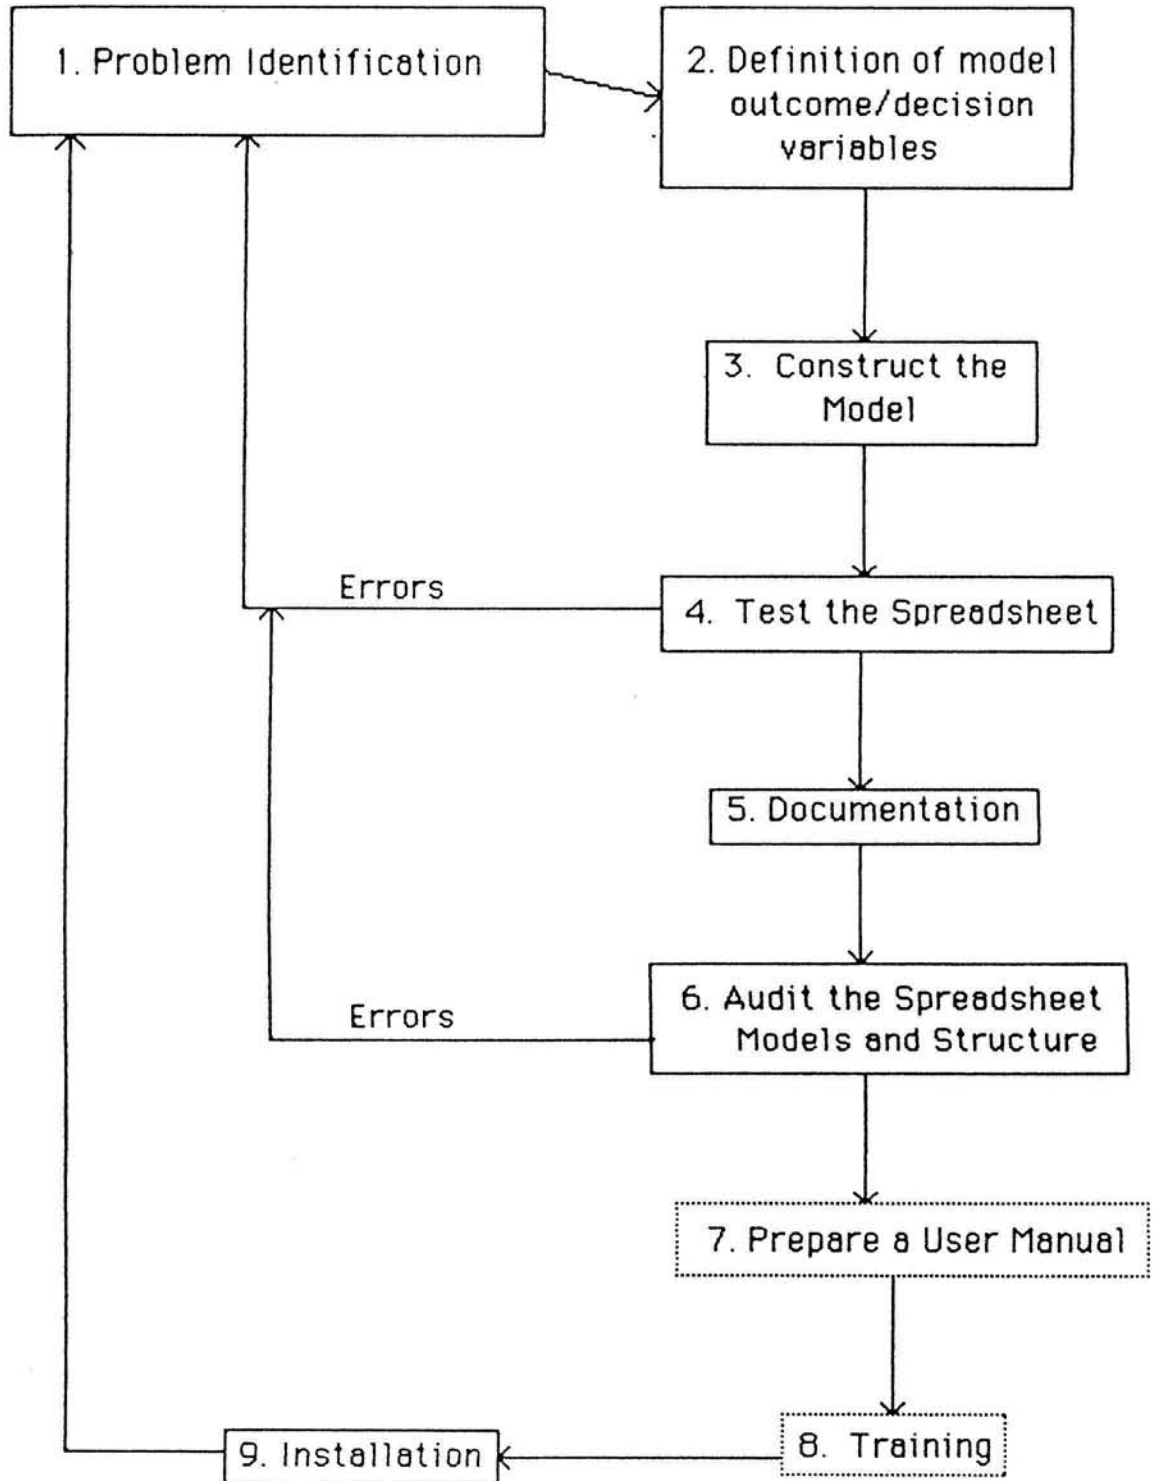 1. Problem Identification
2. Definition of model
outcome/decision
variables
3. Construct the
Model
Errors
4. Test the Spreadsheet
5. Documentation
Errors
6. Audit the Spreadsheet
Models and Structure
7. Prepare a User Manual
8. Training
9. Installation